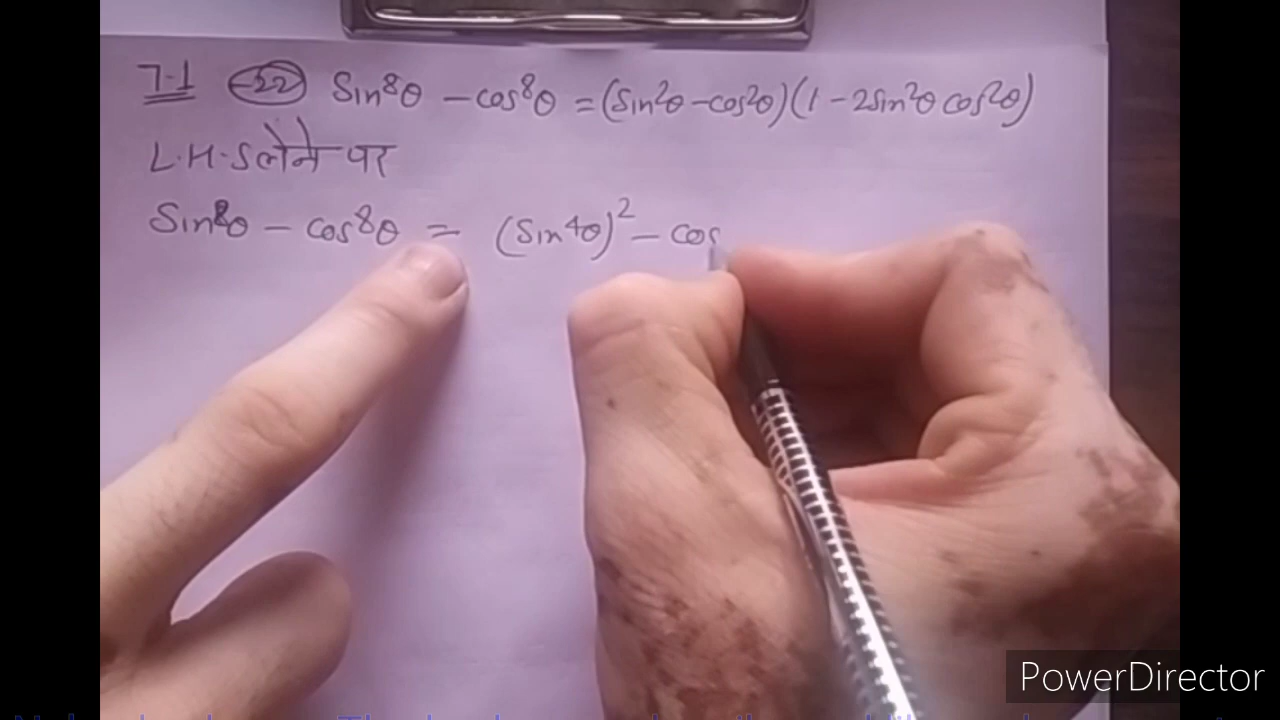 7.1 22 Sin⁸θ - cos⁸θ = (Sin²θ - cos²θ)(1 - 2Sin²θ cos²θ)
L.H.S लेने पर
Sin⁸θ - cos⁸θ = (Sin⁴θ)² - cos
PowerDirector